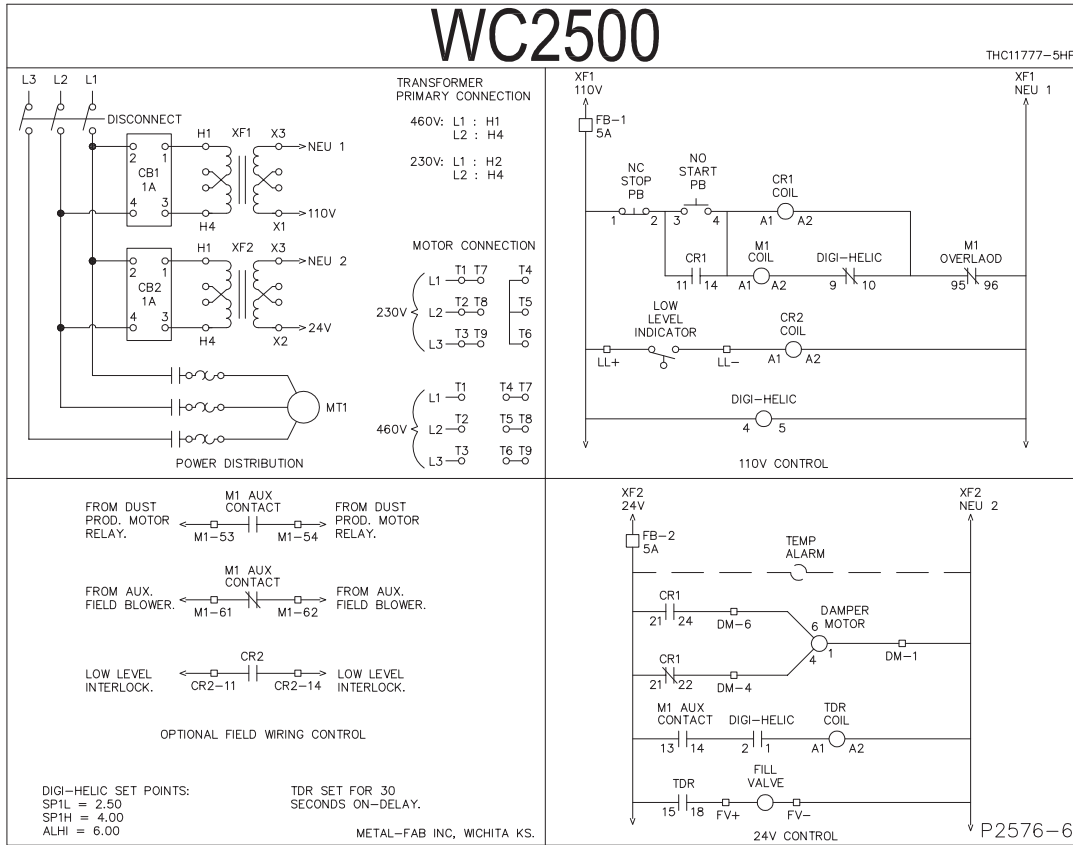 WC2500
THC11777-5HP
L3 L2 L1
DISCONNECT
H1 XF1 X3
NEU 1
2 1
CB1
1A
4 3
110V
H4 X1
H1 XF2 X3
NEU 2
2 1
CB2
1A
4 3
24V
H4 X2
MT1
POWER DISTRIBUTION
TRANSFORMER
PRIMARY CONNECTION
460V: L1 : H1
L2 : H4
230V: L1 : H2
L2 : H4
MOTOR CONNECTION
T1 T7 T4
L1
T2 T8 T5
230V L2
T3 T9 T6
L3
T1 T4 T7
L1
T2 T5 T8
460V L2
T3 T6 T9
L3
XF1
110V
XF1
NEU 1
FB-1
5A
NC
STOP
PB
NO
START
PB
CR1
COIL
1 2 3 4 A1 A2
CR1
11 14
M1
COIL
A1 A2
DIGI-HELIC
9 10
M1
OVERLAOD
95 96
LOW
LEVEL
INDICATOR
LL+ LL-
CR2
COIL
A1 A2
DIGI-HELIC
4 5
110V CONTROL
FROM DUST
PROD. MOTOR
RELAY.
M1 AUX
CONTACT
M1-53 M1-54
FROM DUST
PROD. MOTOR
RELAY.
FROM AUX.
FIELD BLOWER.
M1 AUX
CONTACT
M1-61 M1-62
FROM AUX.
FIELD BLOWER.
LOW LEVEL
INTERLOCK.
CR2
CR2-11 CR2-14
LOW LEVEL
INTERLOCK.
OPTIONAL FIELD WIRING CONTROL
DIGI-HELIC SET POINTS:
SP1L = 2.50
SP1H = 4.00
ALHI = 6.00
TDR SET FOR 30
SECONDS ON-DELAY.
METAL-FAB INC, WICHITA KS.
XF2
24V
XF2
NEU 2
FB-2
5A
TEMP
ALARM
CR1
21 24
DM-6
6
DAMPER
MOTOR
4 1
DM-1
CR1
21 22
DM-4
M1 AUX
CONTACT
13 14
DIGI-HELIC
2 1
TDR
COIL
A1 A2
TDR
15 18
FILL
VALVE
FV+ FV-
24V CONTROL
P2576-6